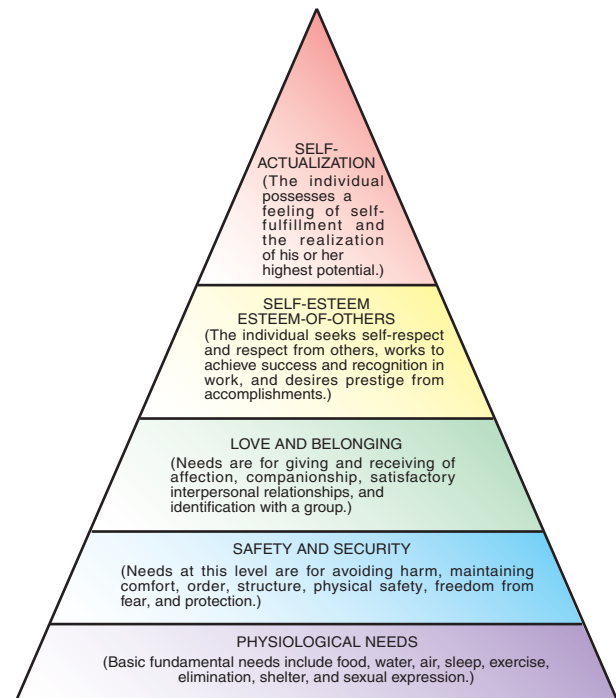 SELF-
ACTUALIZATION
(The individual
possesses a
feeling of self-
fulfillment and
the realization
of his or her
highest potential.)
SELF-ESTEEM
ESTEEM-OF-OTHERS
(The individual seeks self-respect
and respect from others, works to
achieve success and recognition in
work, and desires prestige from
accomplishments.)
LOVE AND BELONGING
(Needs are for giving and receiving of
affection, companionship, satisfactory
interpersonal relationships, and
identification with a group.)
SAFETY AND SECURITY
(Needs at this level are for avoiding harm, maintaining
comfort, order, structure, physical safety, freedom from
fear, and protection.)
PHYSIOLOGICAL NEEDS
(Basic fundamental needs include food, water, air, sleep, exercise,
elimination, shelter, and sexual expression.)